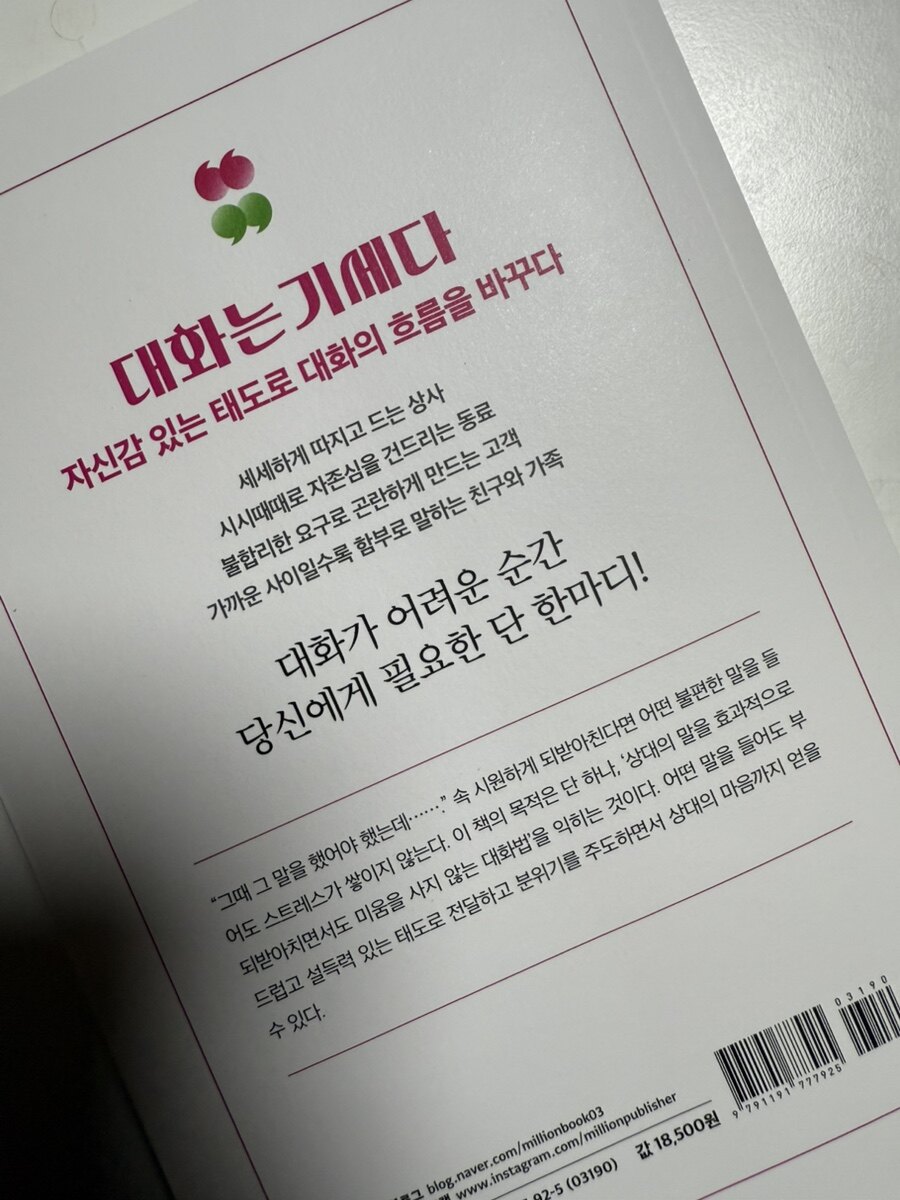 대화는 기세다
자신감 있는 태도로 대화의 흐름을 바꾸다
세세하게 따지고 드는 상사
시시때때로 자존심을 건드리는 동료
불합리한 요구로 곤란하게 만드는 고객
가까운 사이일수록 함부로 말하는 친구와 가족
대화가 어려운 순간
당신에게 필요한 단 한마디!
“그때 그 말을 했어야 했는데…….” 속 시원하게 되받아친다면 어떤 불편한 말을 들
어도 스트레스가 쌓이지 않는다. 이 책의 목적은 단 하나, ‘상대의 말을 효과적으로
되받아치면서도 미움을 사지 않는 대화법’을 익히는 것이다. 어떤 말을 들어도 부
드럽고 설득력 있는 태도로 전달하고 분위기를 주도하면서 상대의 마음까지 얻을
수 있다.
03190
9 791191 777925
blog.naver.com/millionbook03
www.instagram.com/millionpublisher
92-5 (03190) 값 18,500원